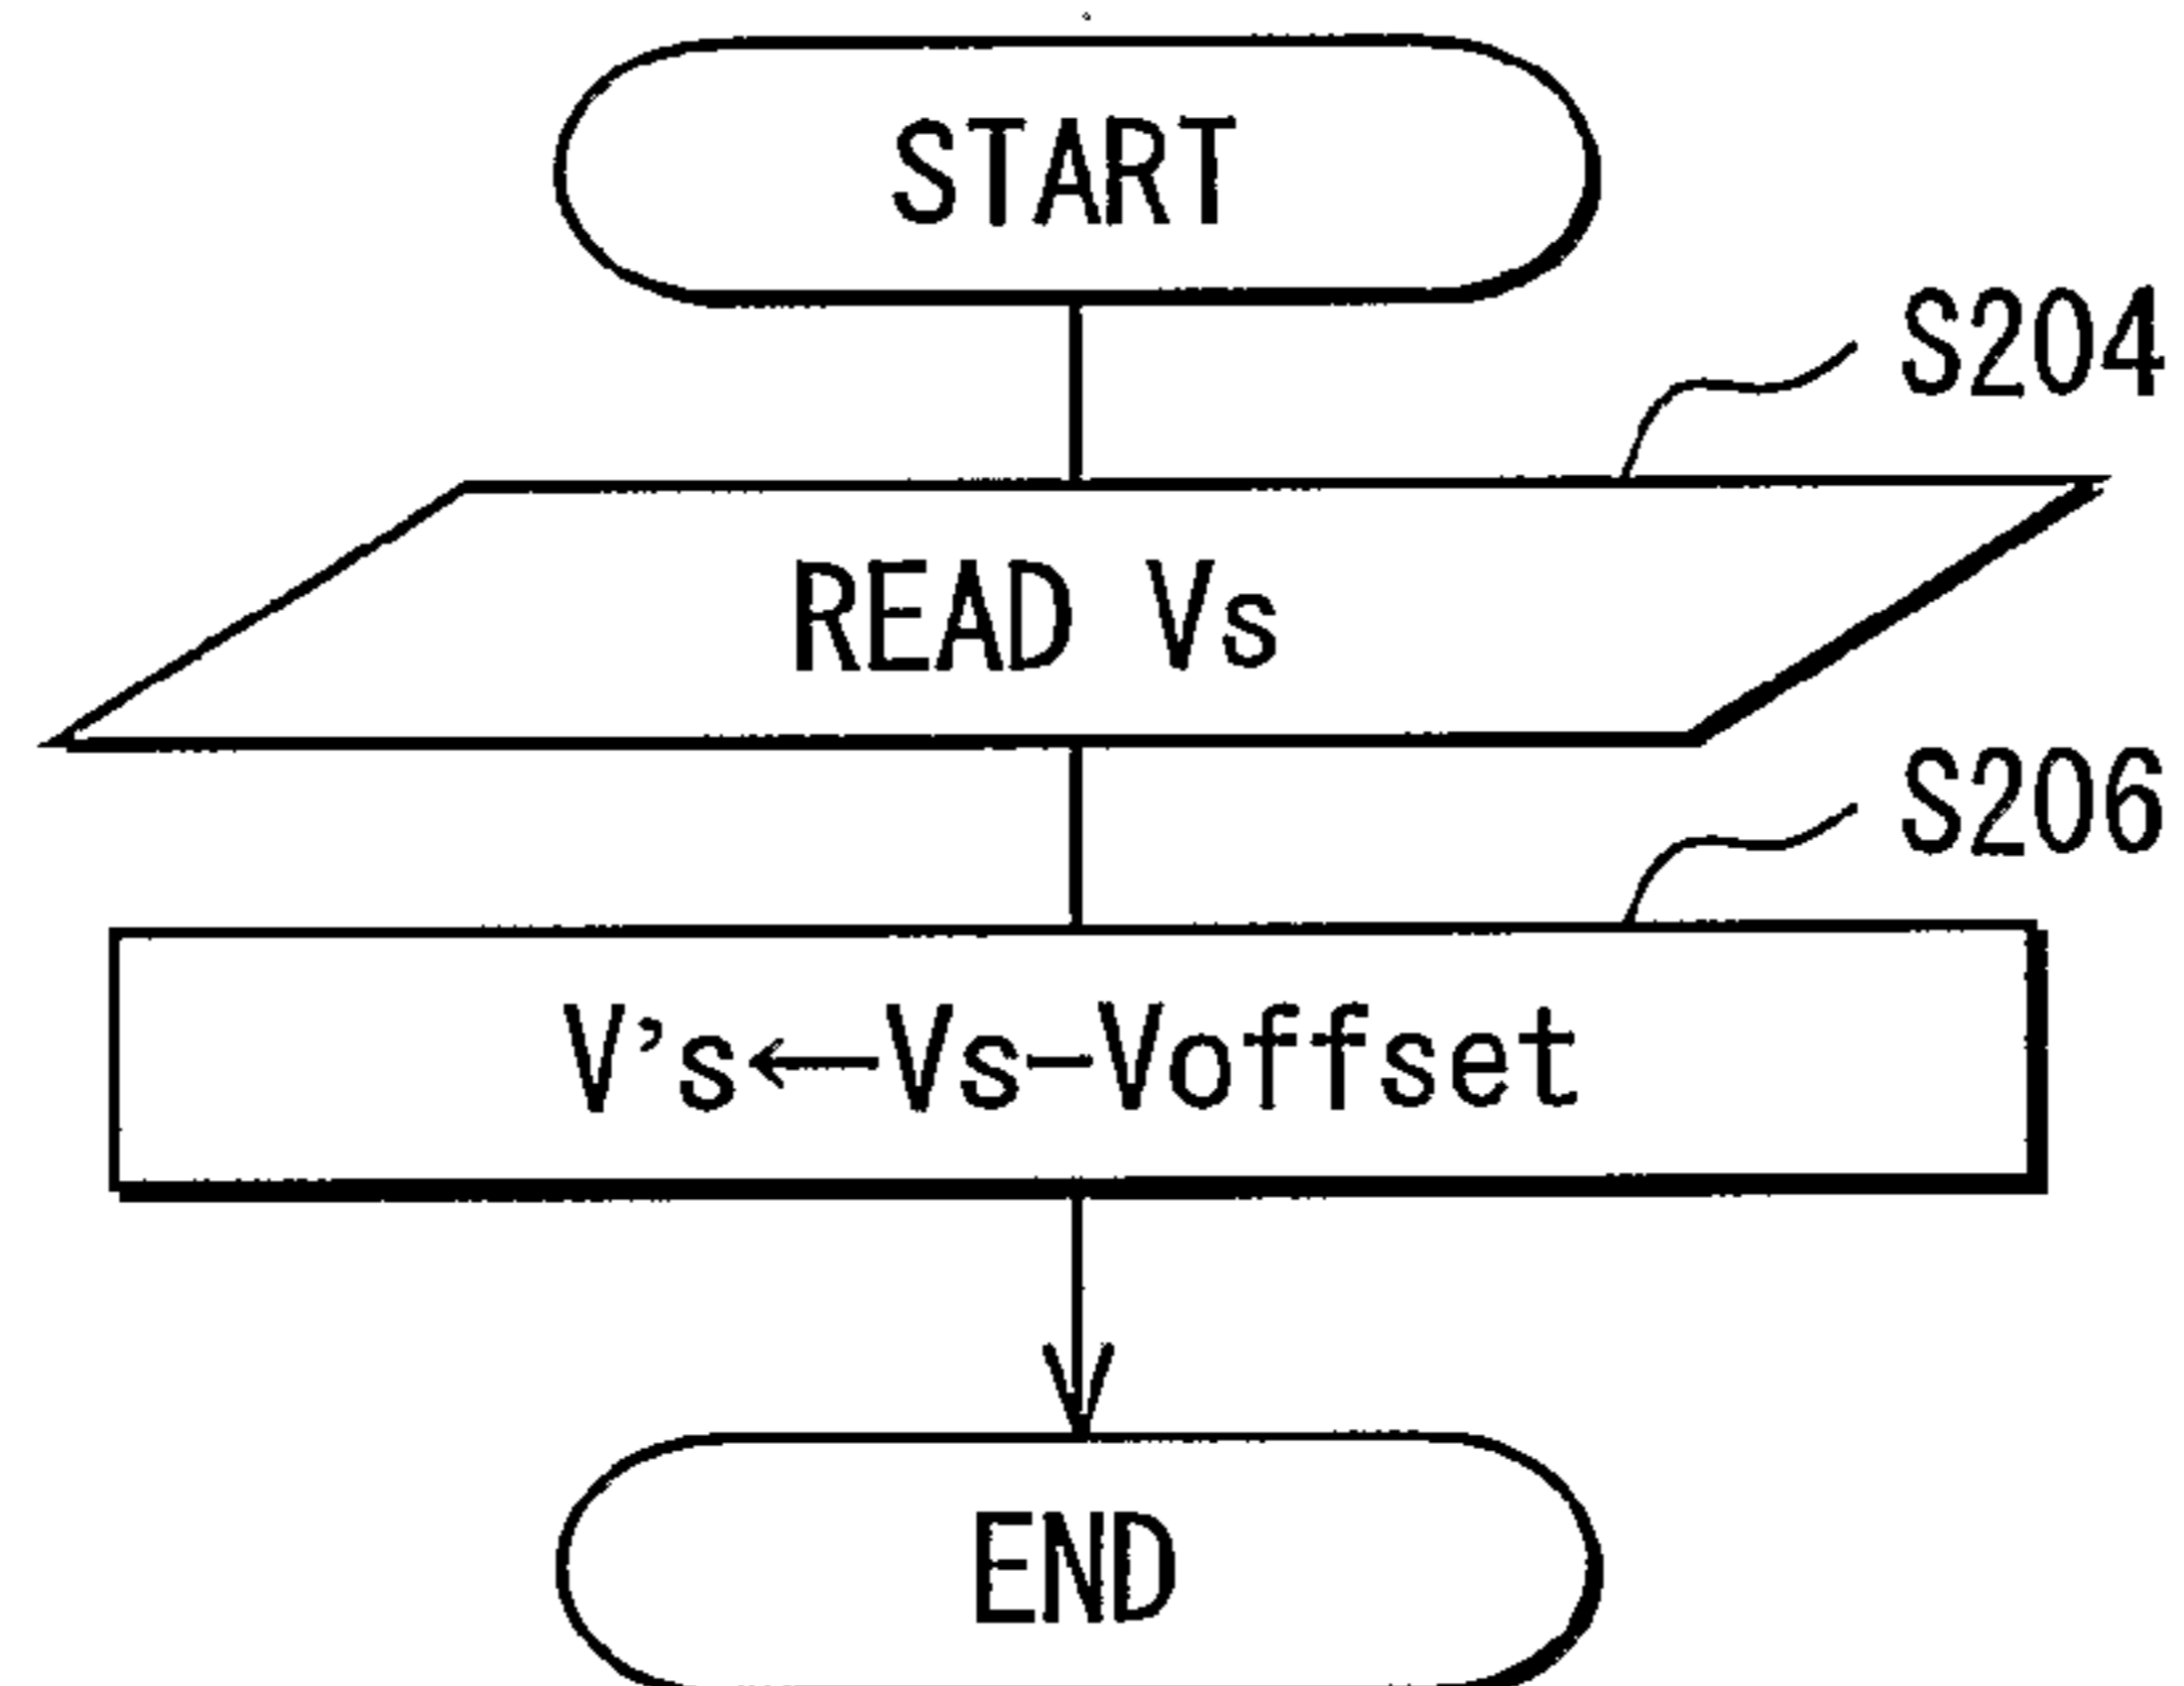 START
S204
READ Vs
S206
V's←Vs−Voffset
END